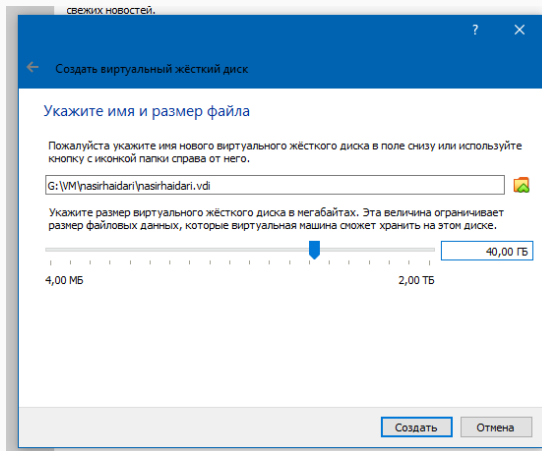 свежих новостей.
?
Создать виртуальный жёсткий диск
Укажите имя и размер файла
Пожалуйста укажите имя нового виртуального жёсткого диска в поле снизу или используйте
кнопку с иконкой папки справа от него.
G:\VM\nasirhaidari\nasirhaidari.vdi
Укажите размер виртуального жёсткого диска в мегабайтах. Эта величина ограничивает
размер файловых данных, которые виртуальная машина сможет хранить на этом диске.
40,00 ГБ
4,00 МБ 2,00 ТБ
Создать Отмена